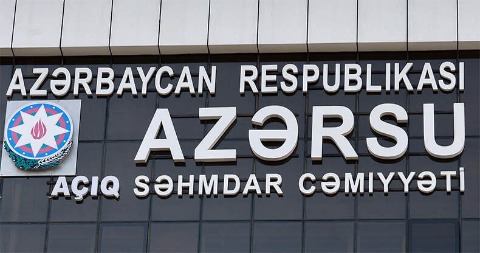 AZƏRBAYCAN RESPUBLİKASI
AZƏRSU
AÇIQ SƏHMDAR CƏMİYYƏTİ